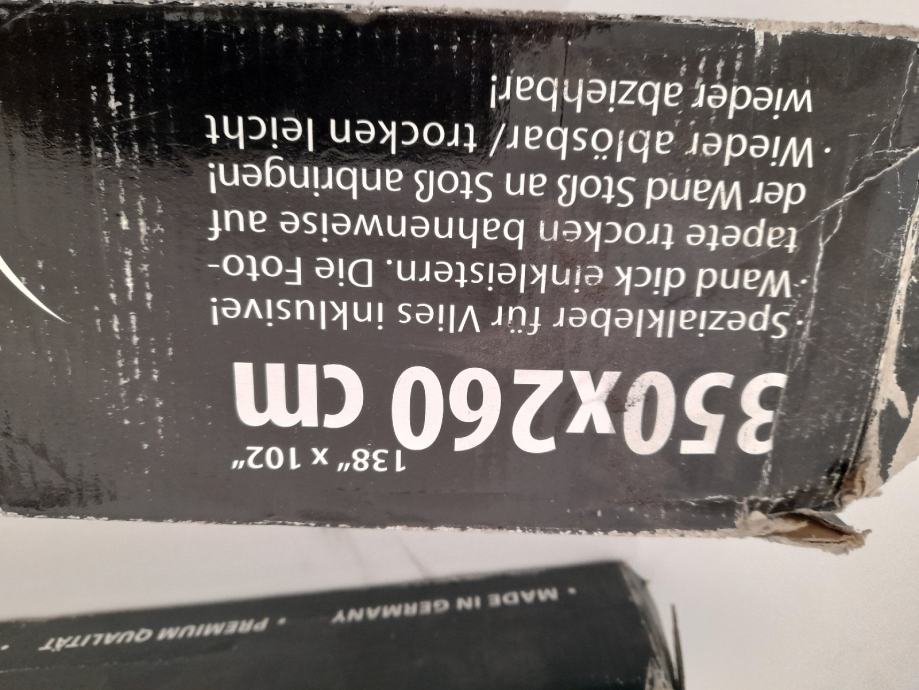 138" x 102"
350x260 cm
·Spezialkleber für Vlies inklusive!
·Wand dick einkleistern. Die Foto-
tapete trocken bahnenweise auf
der Wand Stoß an Stoß anbringen!
·Wieder ablösbar/ trocken leicht
wieder abziehbar!
• MADE IN GERMANY • PREMIUM QUALITÄT •